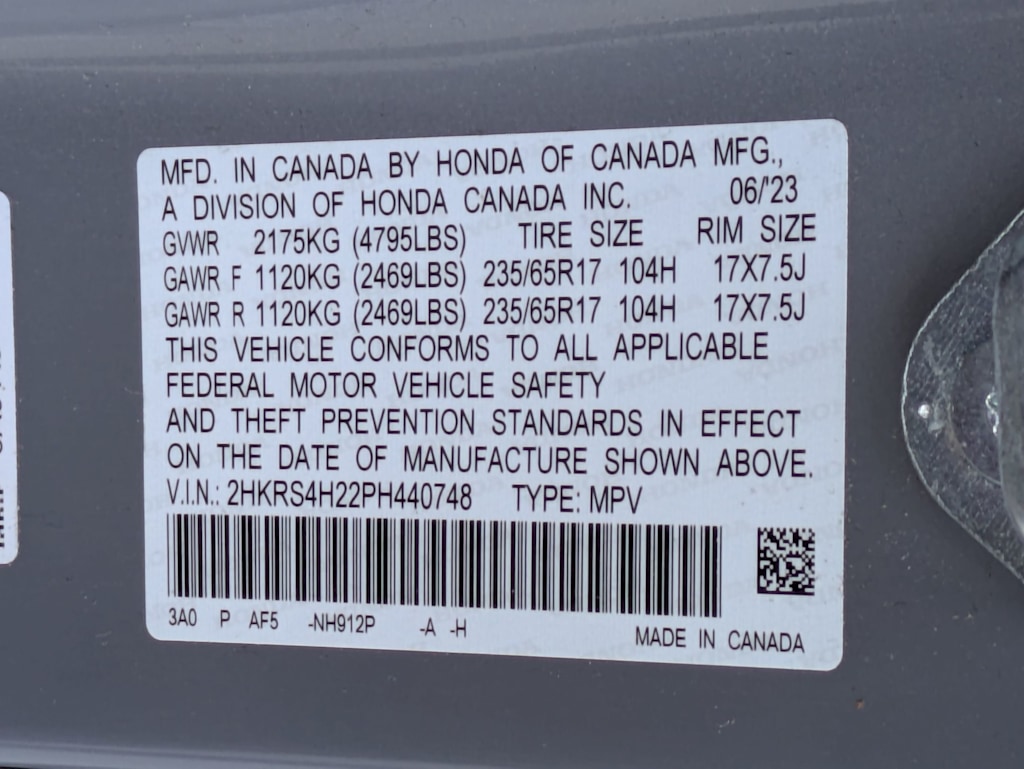 MFD. IN CANADA BY HONDA OF CANADA MFG.,
A DIVISION OF HONDA CANADA INC. 06/'23
GVWR 2175KG (4795LBS) TIRE SIZE RIM SIZE
GAWR F 1120KG (2469LBS) 235/65R17 104H 17X7.5J
GAWR R 1120KG (2469LBS) 235/65R17 104H 17X7.5J
THIS VEHICLE CONFORMS TO ALL APPLICABLE
FEDERAL MOTOR VEHICLE SAFETY
AND THEFT PREVENTION STANDARDS IN EFFECT
ON THE DATE OF MANUFACTURE SHOWN ABOVE.
V.I.N.: 2HKRS4H22PH440748 TYPE: MPV
3A0 P AF5 -NH912P -A -H
MADE IN CANADA